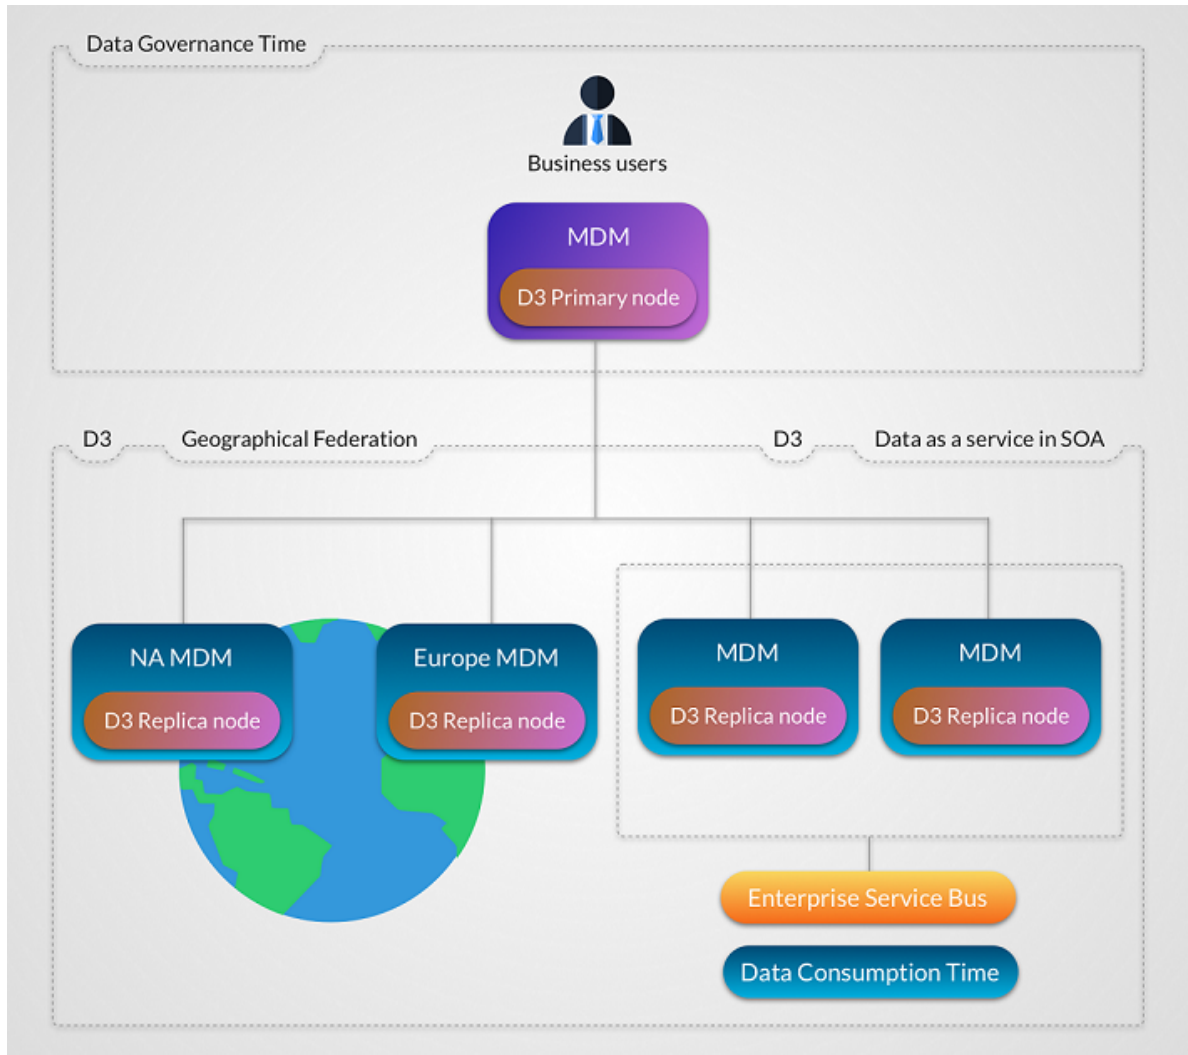 Data Governance Time
Business users
MDM
D3 Primary node
D3
Geographical Federation
D3
Data as a service in SOA
NA MDM
D3 Replica node
Europe MDM
D3 Replica node
MDM
D3 Replica node
MDM
D3 Replica node
Enterprise Service Bus
Data Consumption Time